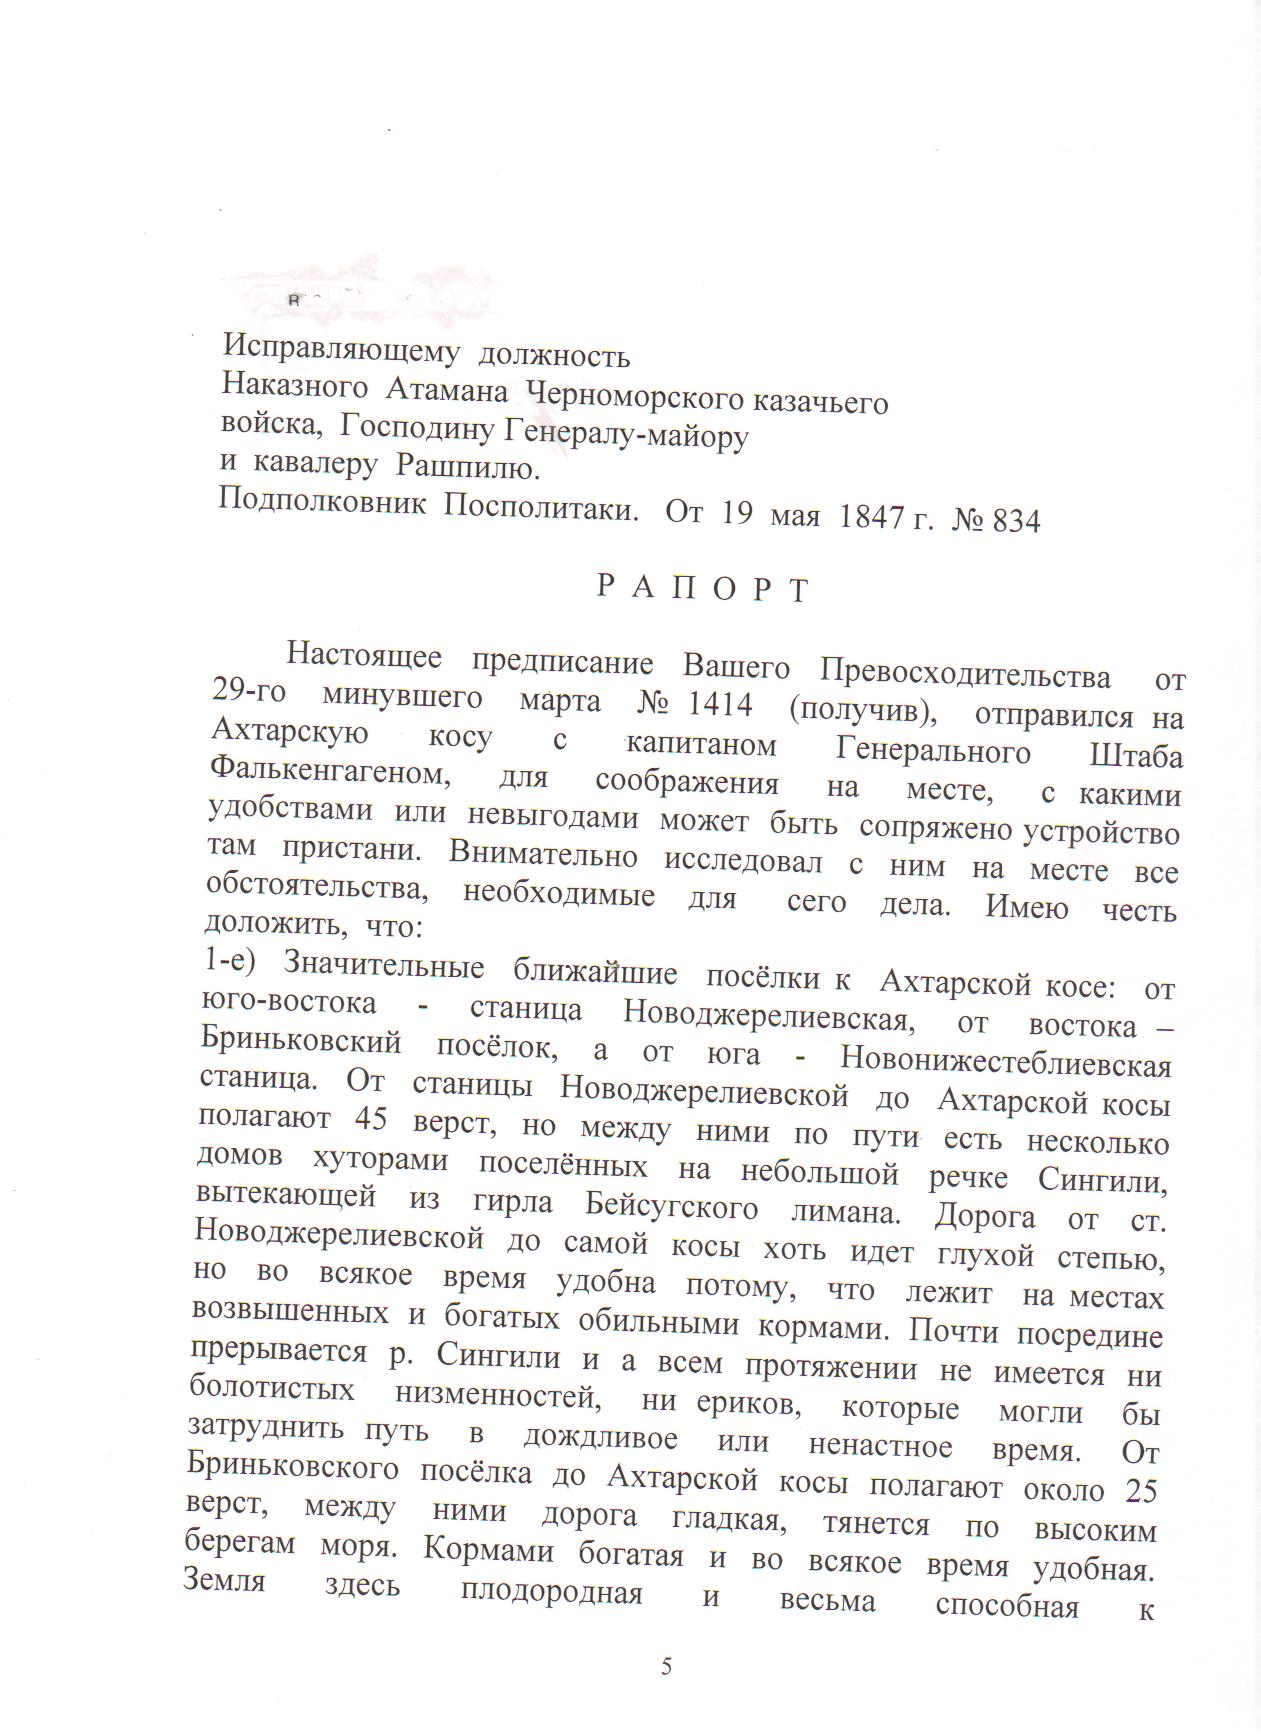 Исправляющему должность
Наказного Атамана Черноморского казачьего
войска, Господину Генералу-майору
и кавалеру Рашпилю.
Подполковник Посполитаки. От 19 мая 1847 г. № 834
Р А П О Р Т
Настоящее предписание Вашего Превосходительства от
29-го минувшего марта № 1414 (получив), отправился на
Ахтарскую косу с капитаном Генерального Штаба
Фалькенгагеном, для соображения на месте, с какими
удобствами или невыгодами может быть сопряжено устройство
там пристани. Внимательно исследовал с ним на месте все
обстоятельства, необходимые для сего дела. Имею честь
доложить, что:
1-е) Значительные ближайшие посёлки к Ахтарской косе: от
юго-востока - станица Новоджерелиевская, от востока –
Бриньковский посёлок, а от юга - Новонижестеблиевская
станица. От станицы Новоджерелиевской до Ахтарской косы
полагают 45 верст, но между ними по пути есть несколько
домов хуторами поселённых на небольшой речке Сингили,
вытекающей из гирла Бейсугского лимана. Дорога от ст.
Новоджерелиевской до самой косы хоть идет глухой степью,
но во всякое время удобна потому, что лежит на местах
возвышенных и богатых обильными кормами. Почти посредине
прерывается р. Сингили и а всем протяжении не имеется ни
болотистых низменностей, ни ериков, которые могли бы
затруднить путь в дождливое или ненастное время. От
Бриньковского посёлка до Ахтарской косы полагают около 25
верст, между ними дорога гладкая, тянется по высоким
берегам моря. Кормами богатая и во всякое время удобная.
Земля здесь плодородная и весьма способная к
5